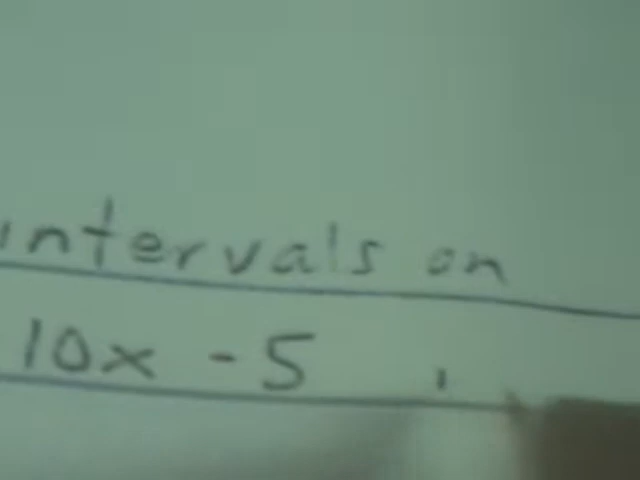 intervals on
10x - 5 ,